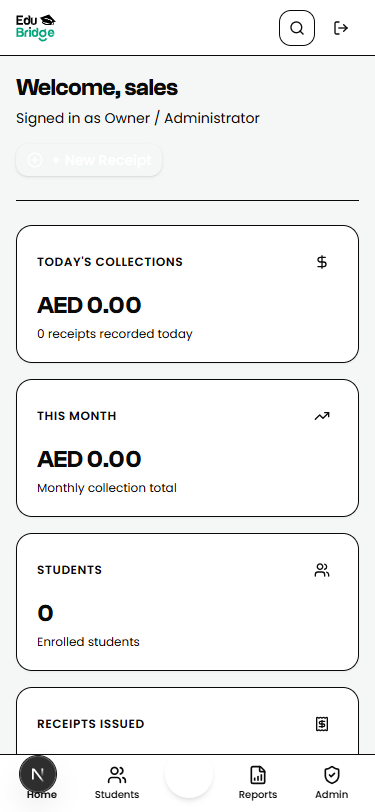 Edu
Bridge
Welcome, sales
Signed in as Owner / Administrator
+ New Receipt
TODAY'S COLLECTIONS
AED 0.00
0 receipts recorded today
THIS MONTH
AED 0.00
Monthly collection total
STUDENTS
0
Enrolled students
RECEIPTS ISSUED
N
Home
Students
Reports
Admin